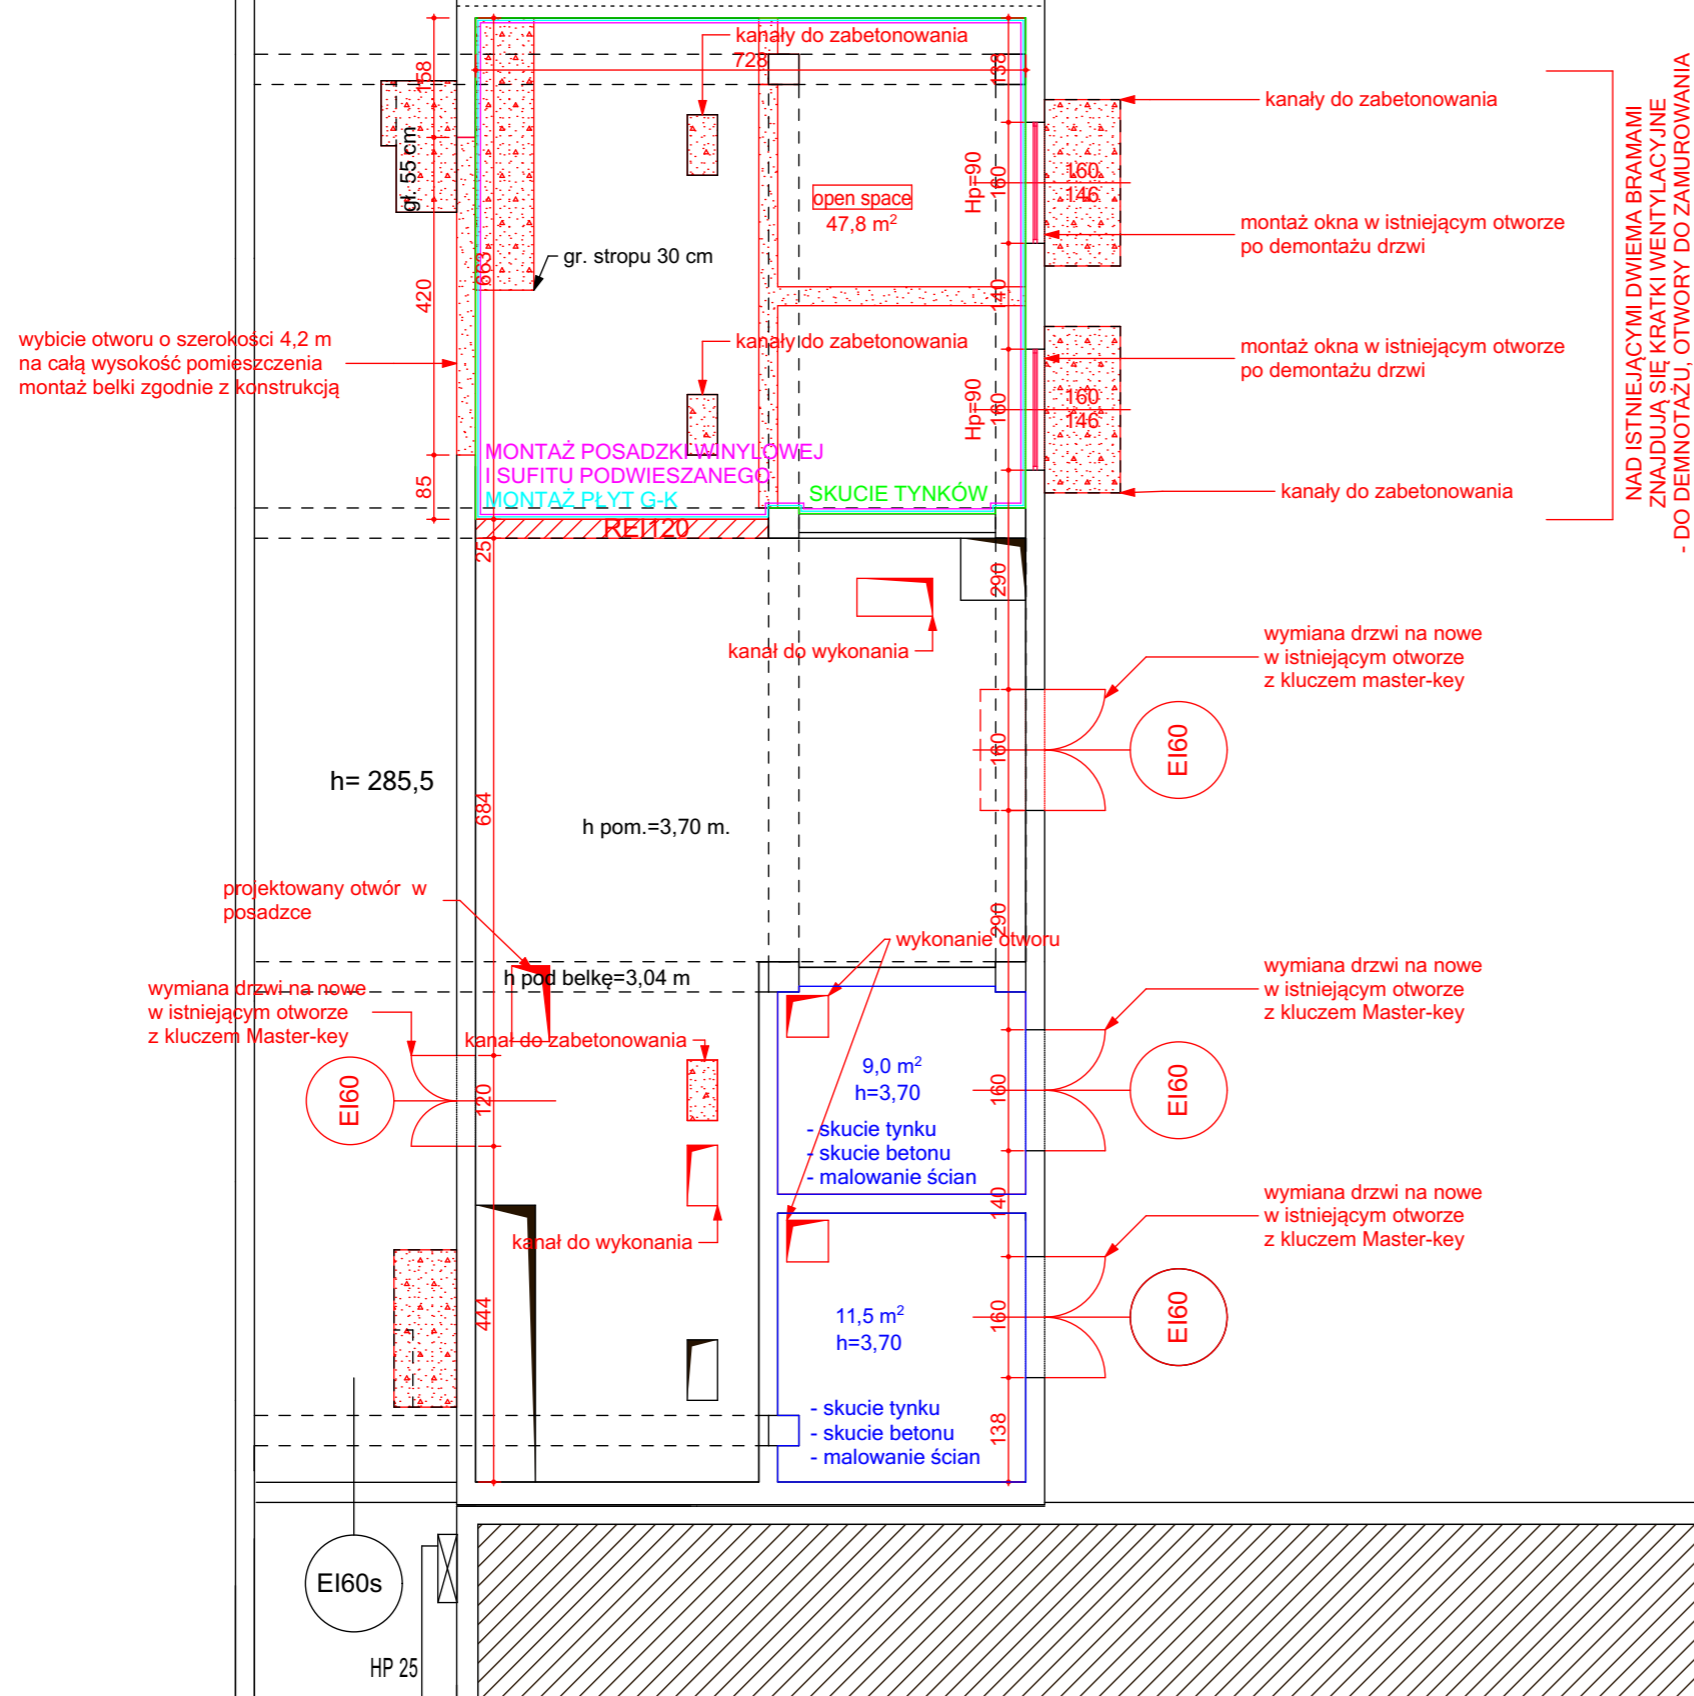 kanały do zabetonowania
728
158
138
kanały do zabetonowania
gł. 55 cm
Hp=90
160
160
146
open space
47,8 m²
montaż okna w istniejącym otworze
po demontażu drzwi
NAD ISTNIEJĄCYMI DWIEMA BRAMAMI
ZNAJDUJĄ SIĘ KRATKI WENTYLACYJNE
- DO DEMNOTAŻU, OTWORY DO ZAMUROWANIA
gr. stropu 30 cm
663
420
140
wybicie otworu o szerokości 4,2 m
na całą wysokość pomieszczenia
montaż belki zgodnie z konstrukcją
kanały do zabetonowania
montaż okna w istniejącym otworze
po demontażu drzwi
Hp=90
160
160
146
MONTAŻ POSADZKI WINYLOWEJ
I SUFITU PODWIESZANEGO
MONTAŻ PŁYT G-K
SKUCIE TYNKÓW
85
kanały do zabetonowania
REI120
25
290
kanał do wykonania
wymiana drzwi na nowe
w istniejącym otworze
z kluczem master-key
160
EI60
h= 285,5
684
h pom.=3,70 m.
projektowany otwór w
posadzce
290
wykonanie otworu
h pod belkę=3,04 m
wymiana drzwi na nowe
w istniejącym otworze
z kluczem Master-key
wymiana drzwi na nowe
w istniejącym otworze
z kluczem Master-key
kanał do zabetonowania
EI60
120
9,0 m²
h=3,70
160
EI60
- skucie tynku
- skucie betonu
- malowanie ścian
140
wymiana drzwi na nowe
w istniejącym otworze
z kluczem Master-key
kanał do wykonania
444
11,5 m²
h=3,70
160
EI60
- skucie tynku
- skucie betonu
- malowanie ścian
138
EI60s
HP 25